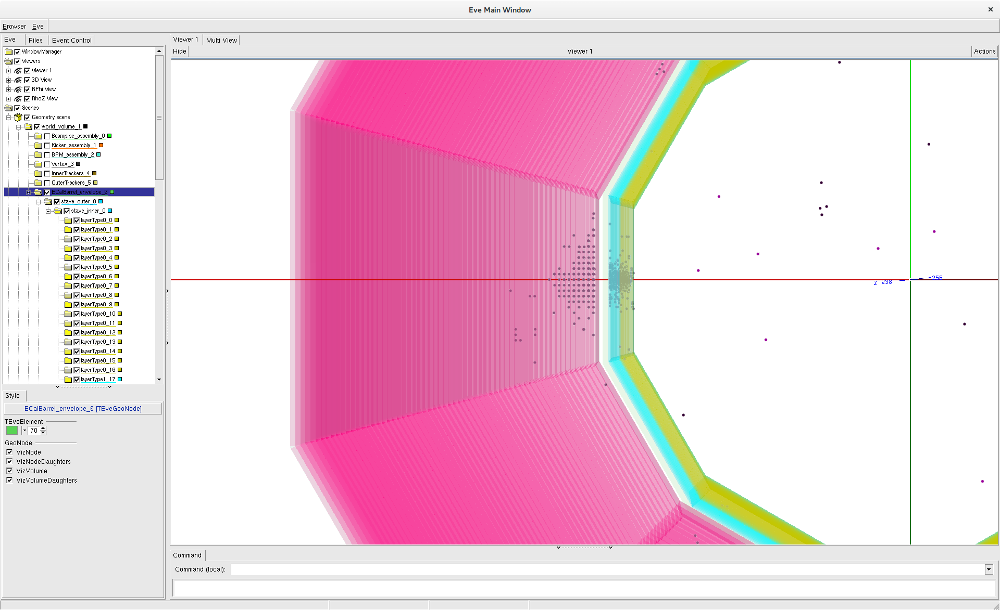 Eve Main Window
Browser Eve
Eve Files Event Control
WindowManager
Viewers
Viewer 1
3D View
RPhi View
RhoZ View
Scenes
Geometry scene
world_volume_1
Beampipe_assembly_0
Kicker_assembly_1
BPM_assembly_2
Vertex_3
InnerTrackers_4
OuterTrackers_5
ECalBarrel_envelope_6
stave_outer_0
stave_inner_0
layerType0_0
layerType0_1
layerType0_2
layerType0_3
layerType0_4
layerType0_5
layerType0_6
layerType0_7
layerType0_8
layerType0_9
layerType0_10
layerType0_11
layerType0_12
layerType0_13
layerType0_14
layerType0_15
layerType0_16
layerType1_17
Style
ECalBarrel_envelope_6 [TEveGeoNode]
TEveElement
70
GeoNode
VizNode
VizNodeDaughters
VizVolume
VizVolumeDaughters
Viewer 1 Multi View
Hide Viewer 1 Actions
Z 238 -256
Command
Command (local):